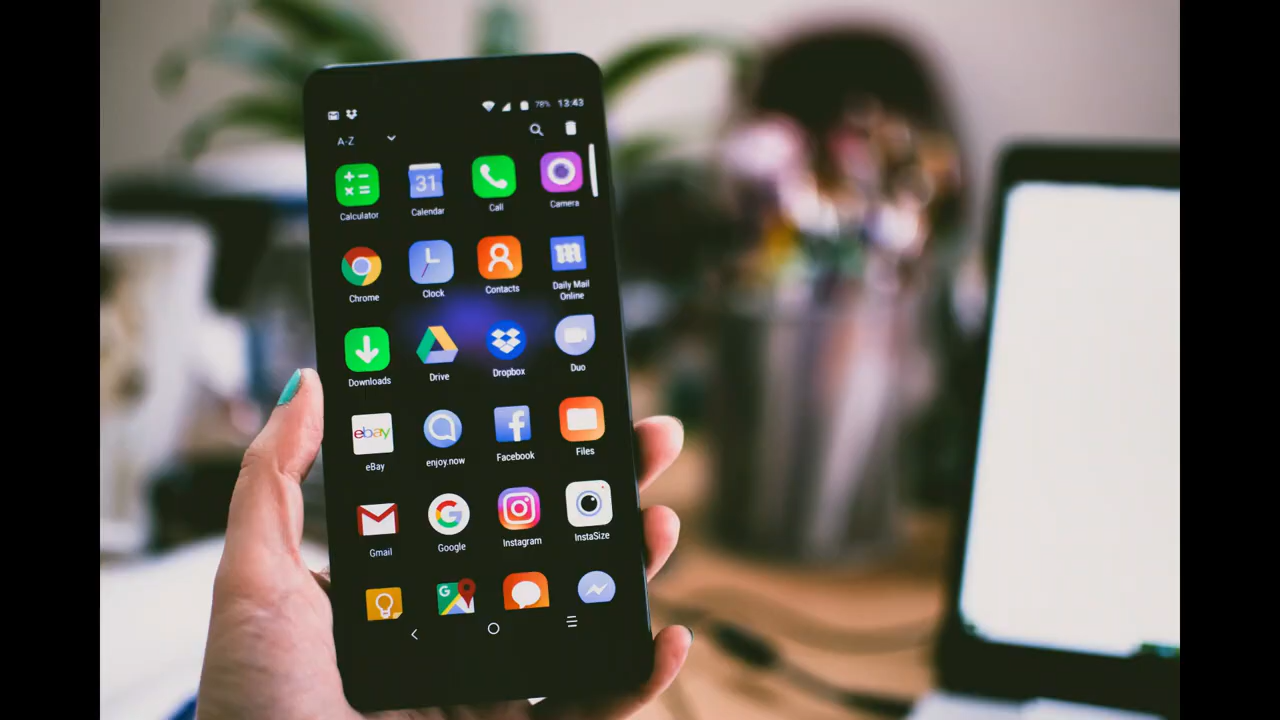 78% 13:43
A-Z
31
Calculator Calendar Call Camera
Chrome Clock Contacts Daily Mail
Online
Downloads Drive Dropbox Duo
ebay
eBay enjoy.now Facebook Files
Gmail Google Instagram InstaSize